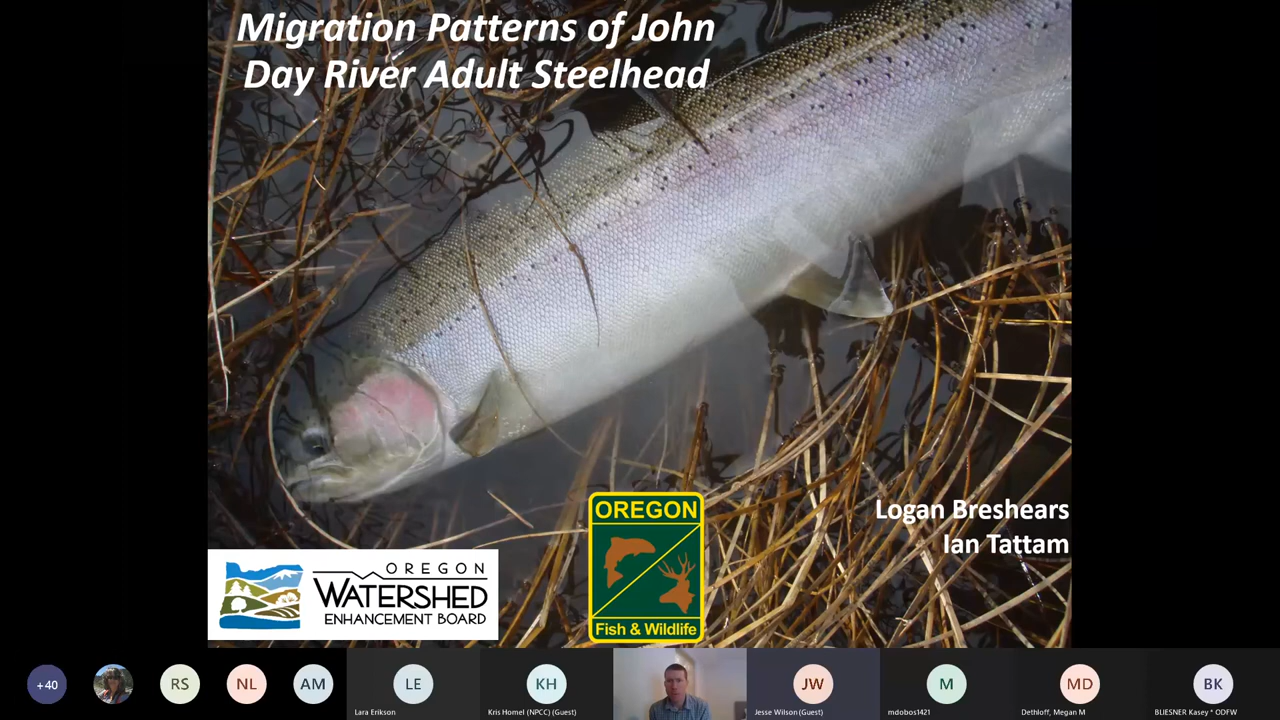 Migration Patterns of John
Day River Adult Steelhead
Logan Breshears
Ian Tattam
OREGON
WATERSHED
ENHANCEMENT BOARD
OREGON
Fish & Wildlife
+40
RS
NL
AM
LE
Lara Erikson
KH
Kris Homel (NPCC) (Guest)
JW
Jesse Wilson (Guest)
M
mdobos1421
MD
Dethloff, Megan M
BK
BLIESNER Kasey * ODFW